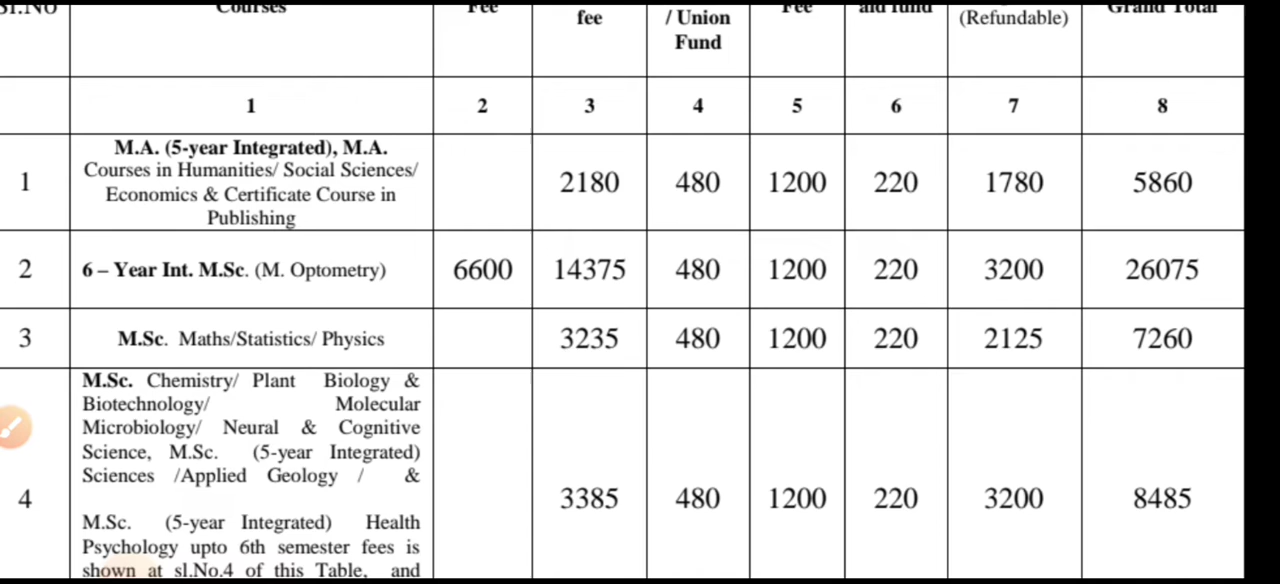 Sl.No Courses Fee fee / Union Fund Fee aid fund (Refundable) Grand Total
1 2 3 4 5 6 7 8
1 M.A. (5-year Integrated), M.A.
Courses in Humanities/ Social Sciences/
Economics & Certificate Course in
Publishing
2180 480 1200 220 1780 5860
2 6 – Year Int. M.Sc. (M. Optometry) 6600 14375 480 1200 220 3200 26075
3 M.Sc. Maths/Statistics/ Physics 3235 480 1200 220 2125 7260
4 M.Sc. Chemistry/ Plant Biology &
Biotechnology/ Molecular
Microbiology/ Neural & Cognitive
Science, M.Sc. (5-year Integrated)
Sciences /Applied Geology / &
M.Sc. (5-year Integrated) Health
Psychology upto 6th semester fees is
shown at sl.No.4 of this Table, and
3385 480 1200 220 3200 8485